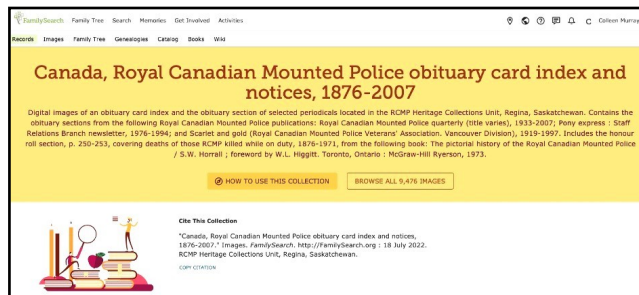 FamilySearch Family Tree Search Memories Get Involved Activities C Colleen Murray
Records Images Family Tree Genealogies Catalog Books Wiki
Canada, Royal Canadian Mounted Police obituary card index and
notices, 1876-2007
Digital images of an obituary card index and the obituary section of selected periodicals located in the RCMP Heritage Collections Unit, Regina, Saskatchewan. Contains the
obituary sections from the following Royal Canadian Mounted Police publications: Royal Canadian Mounted Police quarterly (title varies), 1933-2007; Pony express : Staff
Relations Branch newsletter, 1976-1994; and Scarlet and gold (Royal Canadian Mounted Police Veterans' Association. Vancouver Division), 1919-1997. Includes the honour
roll section, p. 250-253, covering deaths of those RCMP killed while on duty, 1876-1971, from the following book: The pictorial history of the Royal Canadian Mounted Police
/ S.W. Horrall ; foreword by W.L. Higgitt. Toronto, Ontario : McGraw-Hill Ryerson, 1973.
HOW TO USE THIS COLLECTION BROWSE ALL 9,476 IMAGES
Cite This Collection
"Canada, Royal Canadian Mounted Police obituary card index and notices,
1876-2007." Images. FamilySearch. http://FamilySearch.org : 18 July 2022.
RCMP Heritage Collections Unit, Regina, Saskatchewan.
COPY CITATION